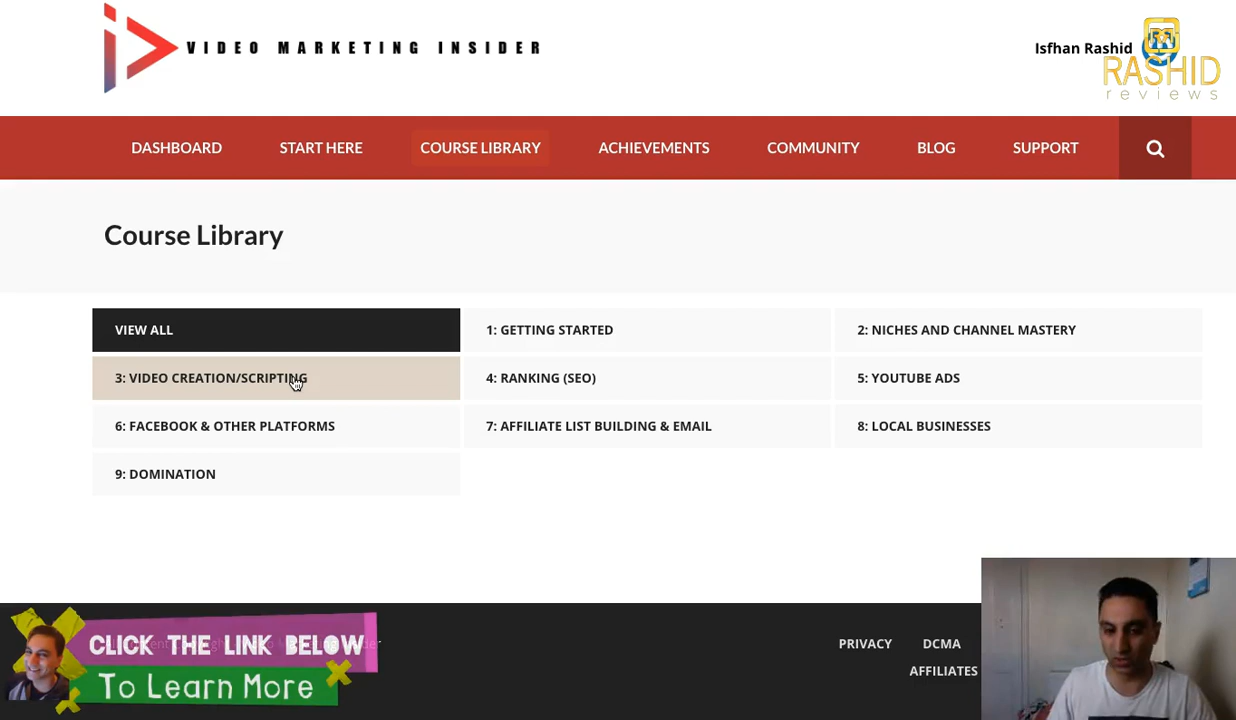 VIDEO MARKETING INSIDER
Isfhan Rashid
RASHID
reviews
DASHBOARD
START HERE
COURSE LIBRARY
ACHIEVEMENTS
COMMUNITY
BLOG
SUPPORT
Course Library
VIEW ALL
1: GETTING STARTED
2: NICHES AND CHANNEL MASTERY
3: VIDEO CREATION/SCRIPTING
4: RANKING (SEO)
5: YOUTUBE ADS
6: FACEBOOK & OTHER PLATFORMS
7: AFFILIATE LIST BUILDING & EMAIL
8: LOCAL BUSINESSES
9: DOMINATION
CLICK THE LINK BELOW
To Learn More
PRIVACY
DCMA
AFFILIATES